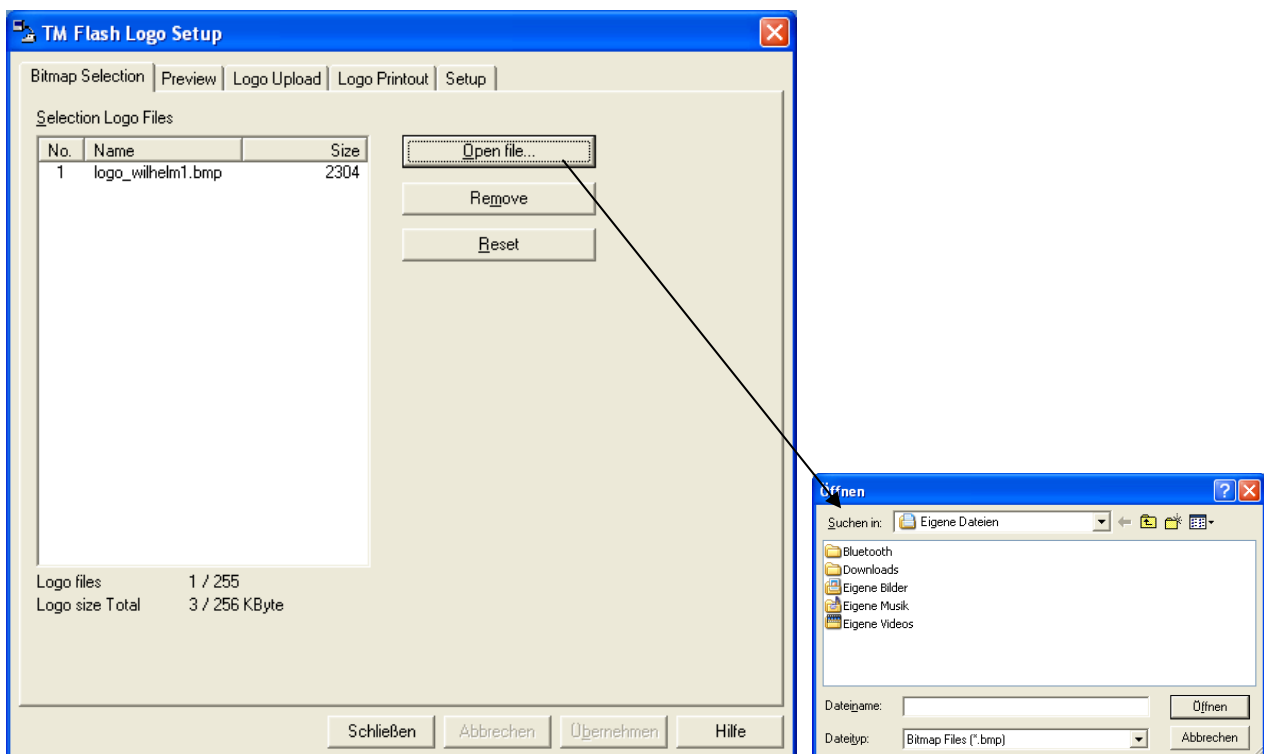 TM Flash Logo Setup
Bitmap Selection Preview Logo Upload Logo Printout Setup
Selection Logo Files
No. Name Size
1 logo_wilhelm1.bmp 2304
Open file...
Remove
Reset
Logo files 1 / 255
Logo size Total 3 / 256 KByte
Schließen Abbrechen Übernehmen Hilfe
Öffnen
Suchen in: Eigene Dateien
Bluetooth
Downloads
Eigene Bilder
Eigene Musik
Eigene Videos
Dateiname: Öffnen
Dateityp: Bitmap Files (*.bmp) Abbrechen